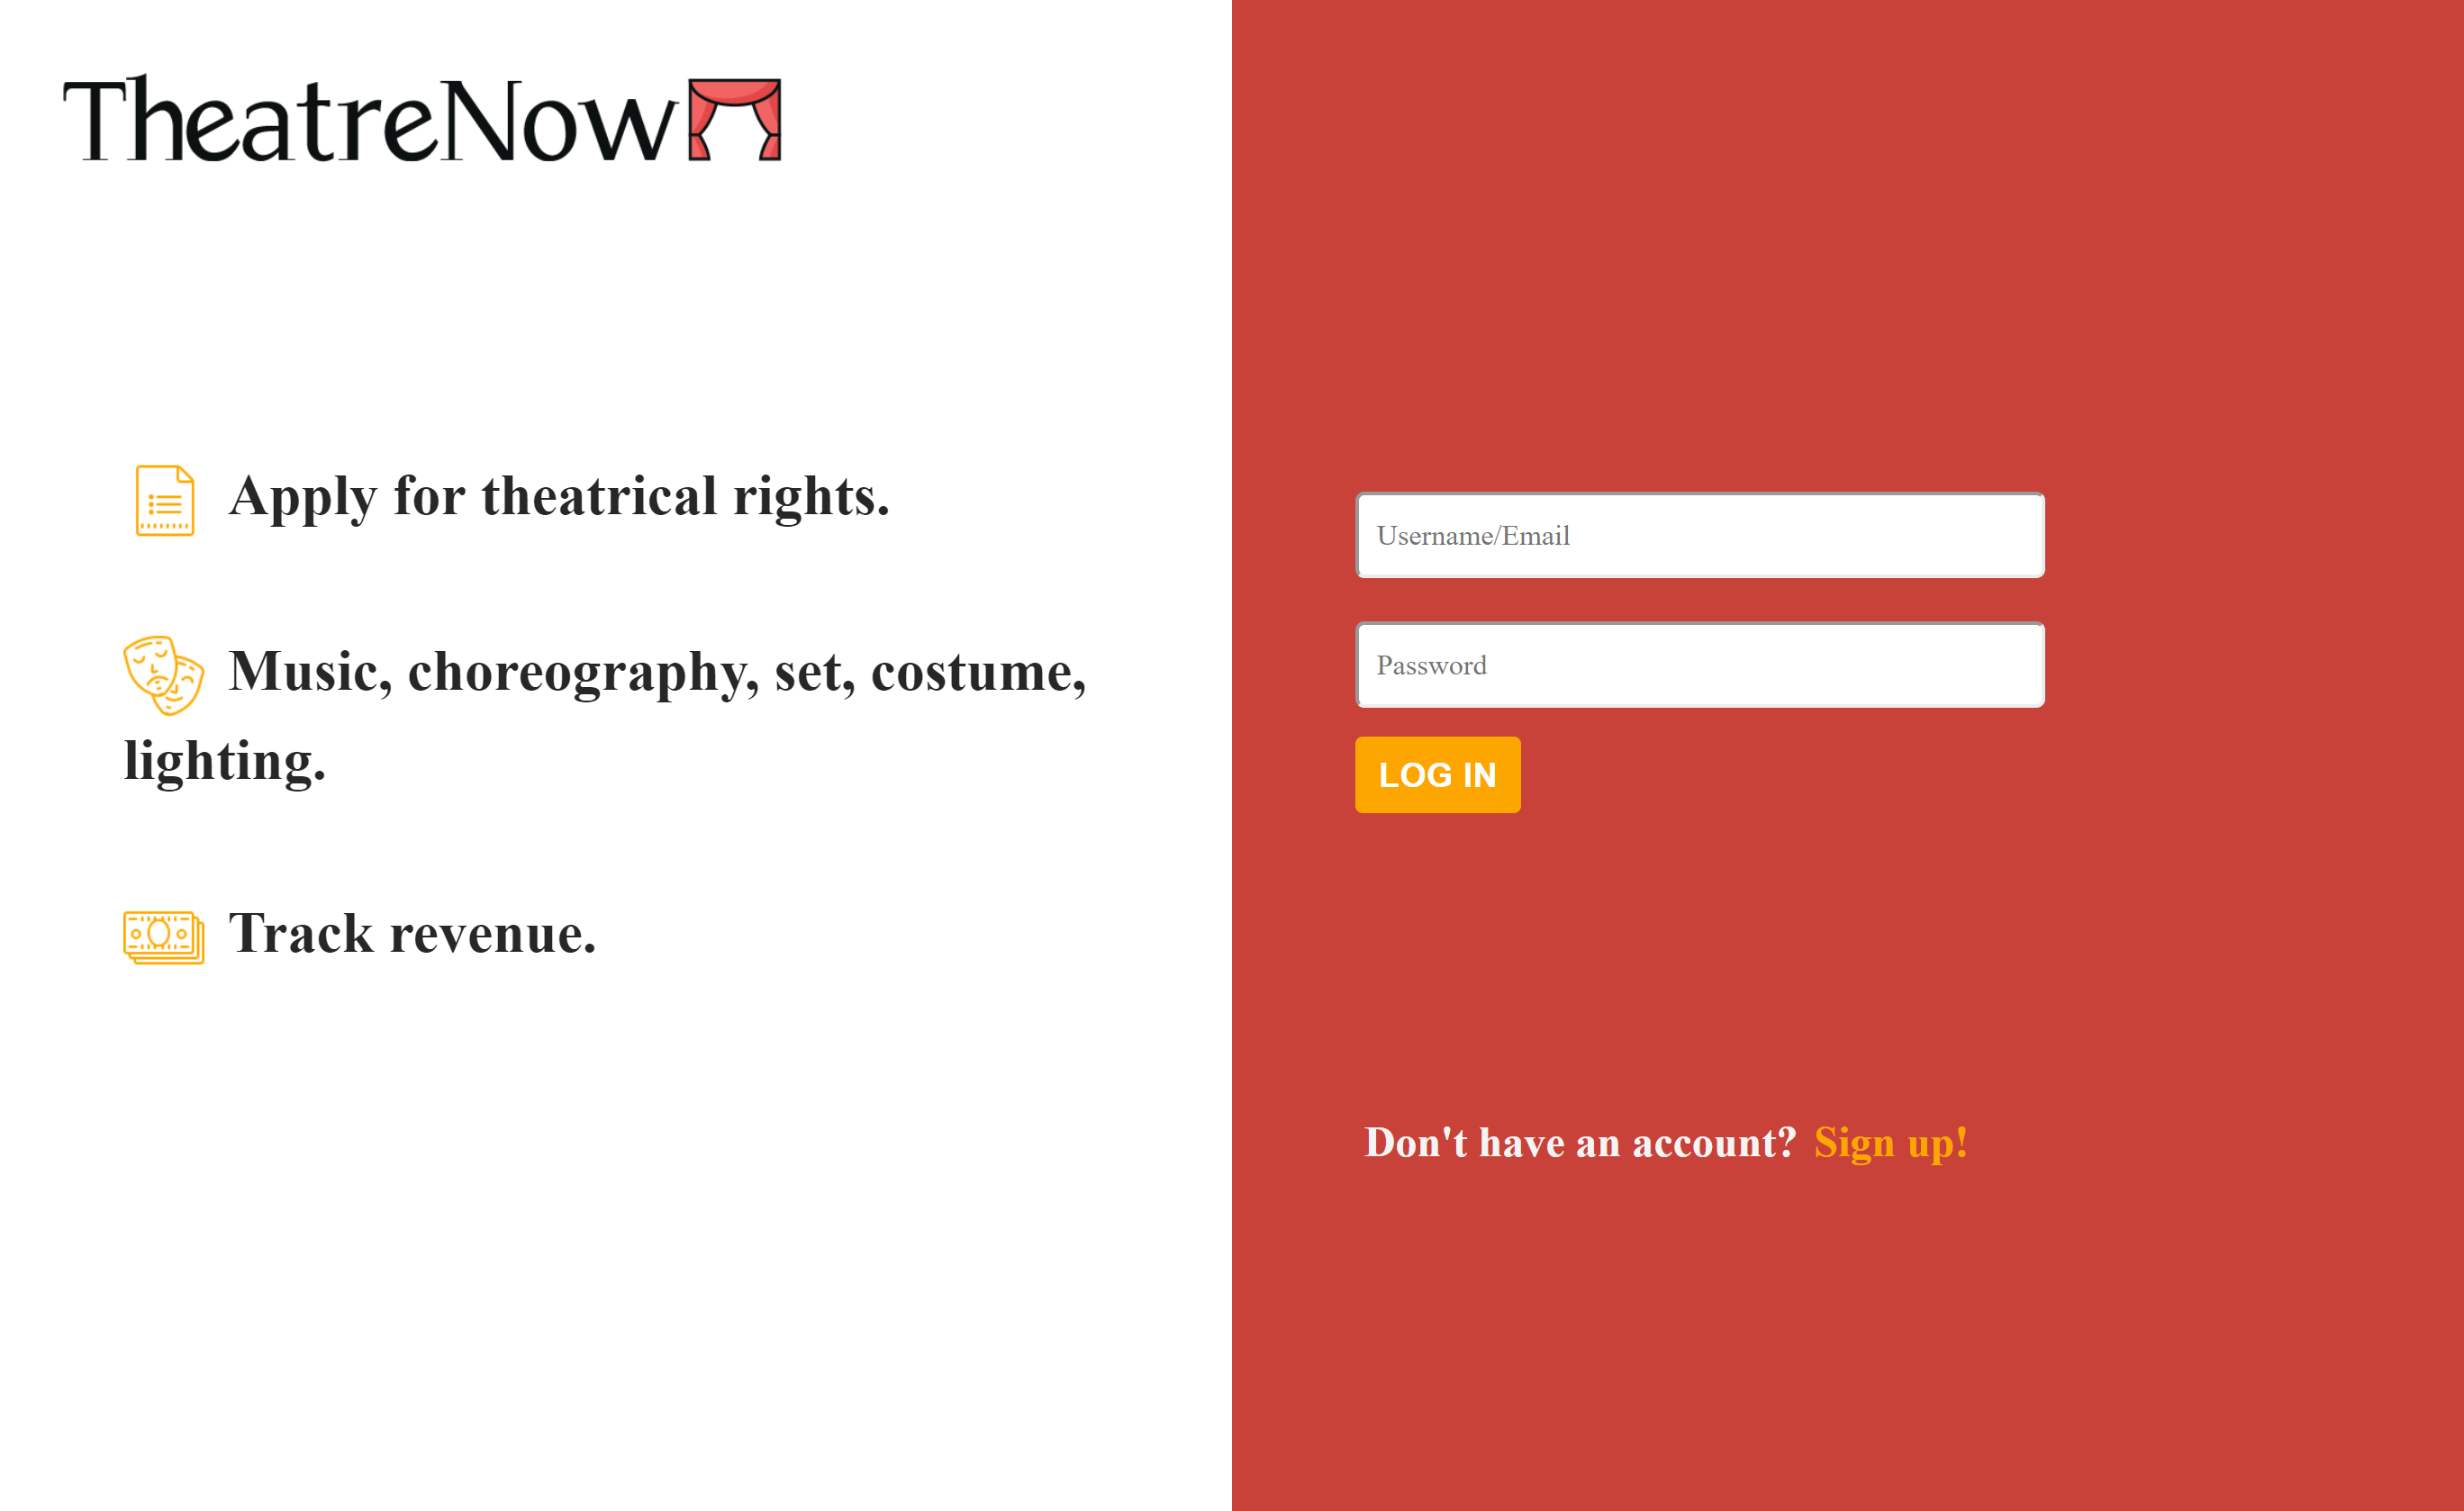 TheatreNow
Apply for theatrical rights.
Music, choreography, set, costume,
lighting.
Track revenue.
Username/Email
Password
LOG IN
Don't have an account? Sign up!